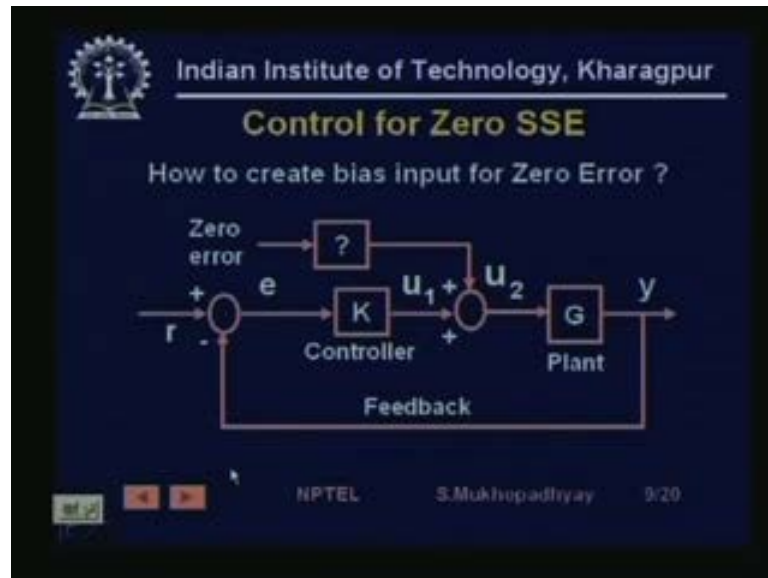 Indian Institute of Technology, Kharagpur
Control for Zero SSE
How to create bias input for Zero Error ?
Zero
error
?
+ e K u1 + u2 G y
r - Controller + Plant
Feedback
NPTEL S.Mukhopadhyay 9/20